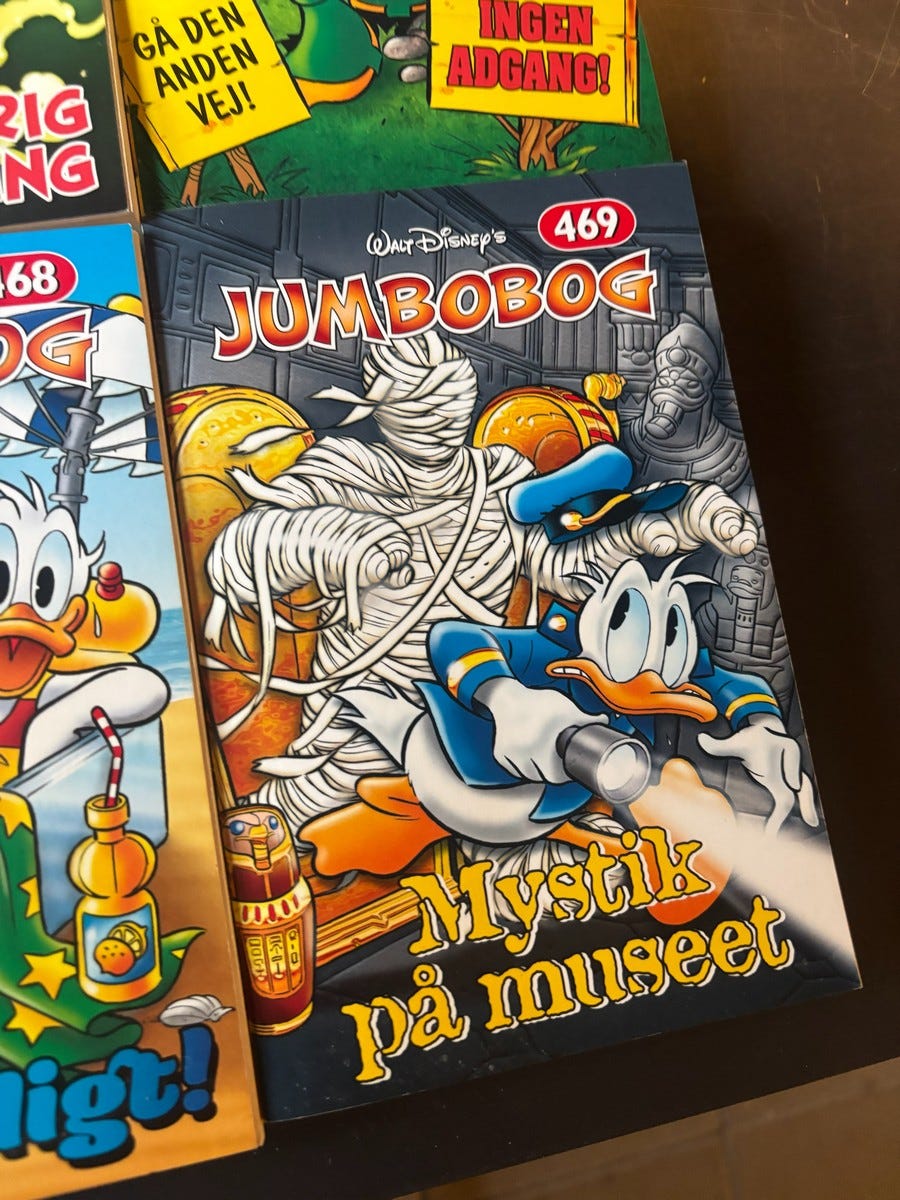 GÅ DEN
ANDEN
VEJ!
INGEN
ADGANG!
RIG
NG
468
OG
ligt!
WALT DISNEY'S
469
JUMBOBOG
Mystik
på museet